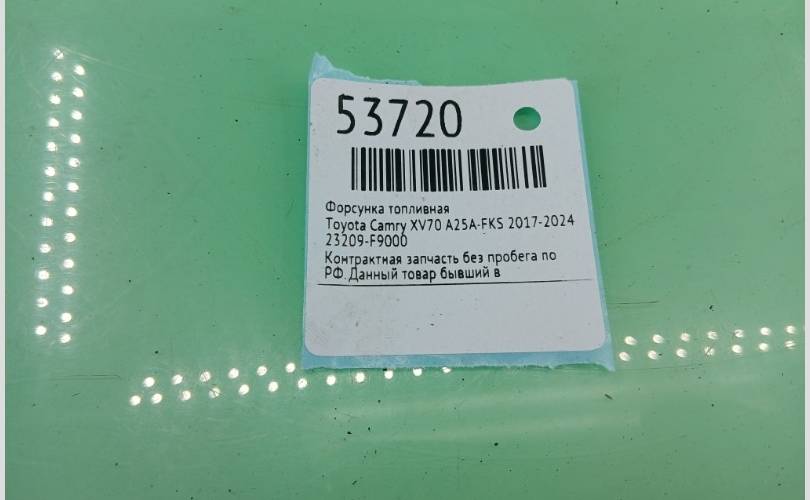 53720
Форсунка топливная
Toyota Camry XV70 A25A-FKS 2017-2024
23209-F9000
Контрактная запчасть без пробега по
РФ. Данный товар бывший в